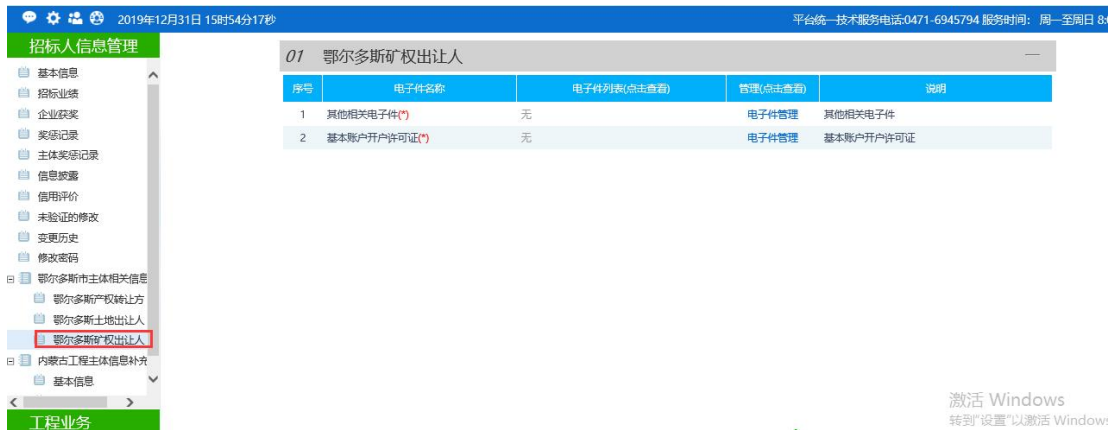 2019年12月31日 15时54分17秒
平台统一技术服务电话:0471-6945794 服务时间: 周一至周日 8:
招标人信息管理
基本信息
招标业绩
企业获奖
奖惩记录
主体奖惩记录
信息披露
信用评价
未验证的修改
变更历史
修改密码
鄂尔多斯市主体相关信息
鄂尔多斯产权转让方
鄂尔多斯土地出让人
鄂尔多斯矿权出让人
内蒙古工程主体信息补充
基本信息
工程业务
01 鄂尔多斯矿权出让人
序号 电子件名称 电子件列表(点击查看) 管理(点击查看) 说明
1 其他相关电子件(*) 无 电子件管理 其他相关电子件
2 基本账户开户许可证(*) 无 电子件管理 基本账户开户许可证
激活 Windows
转到"设置"以激活 Windows